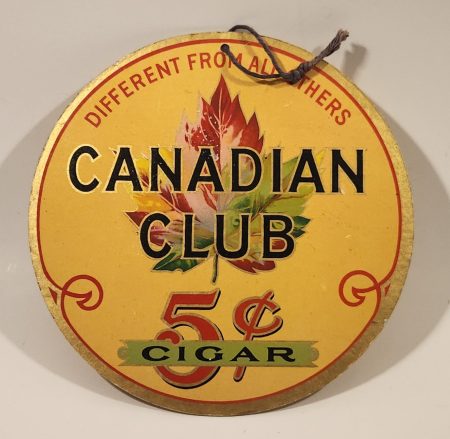 DIFFERENT FROM ALL OTHERS
CANADIAN
CLUB
5¢
CIGAR